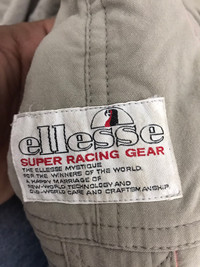 ellesse
SUPER RACING GEAR
THE ELLESSE MYSTIQUE
FOR THE WINNERS OF THE WORLD.
A HAPPY MARRIAGE OF
NEW-WORLD TECHNOLOGY AND
OLD-WORLD CARE AND CRAFTSMANSHIP.